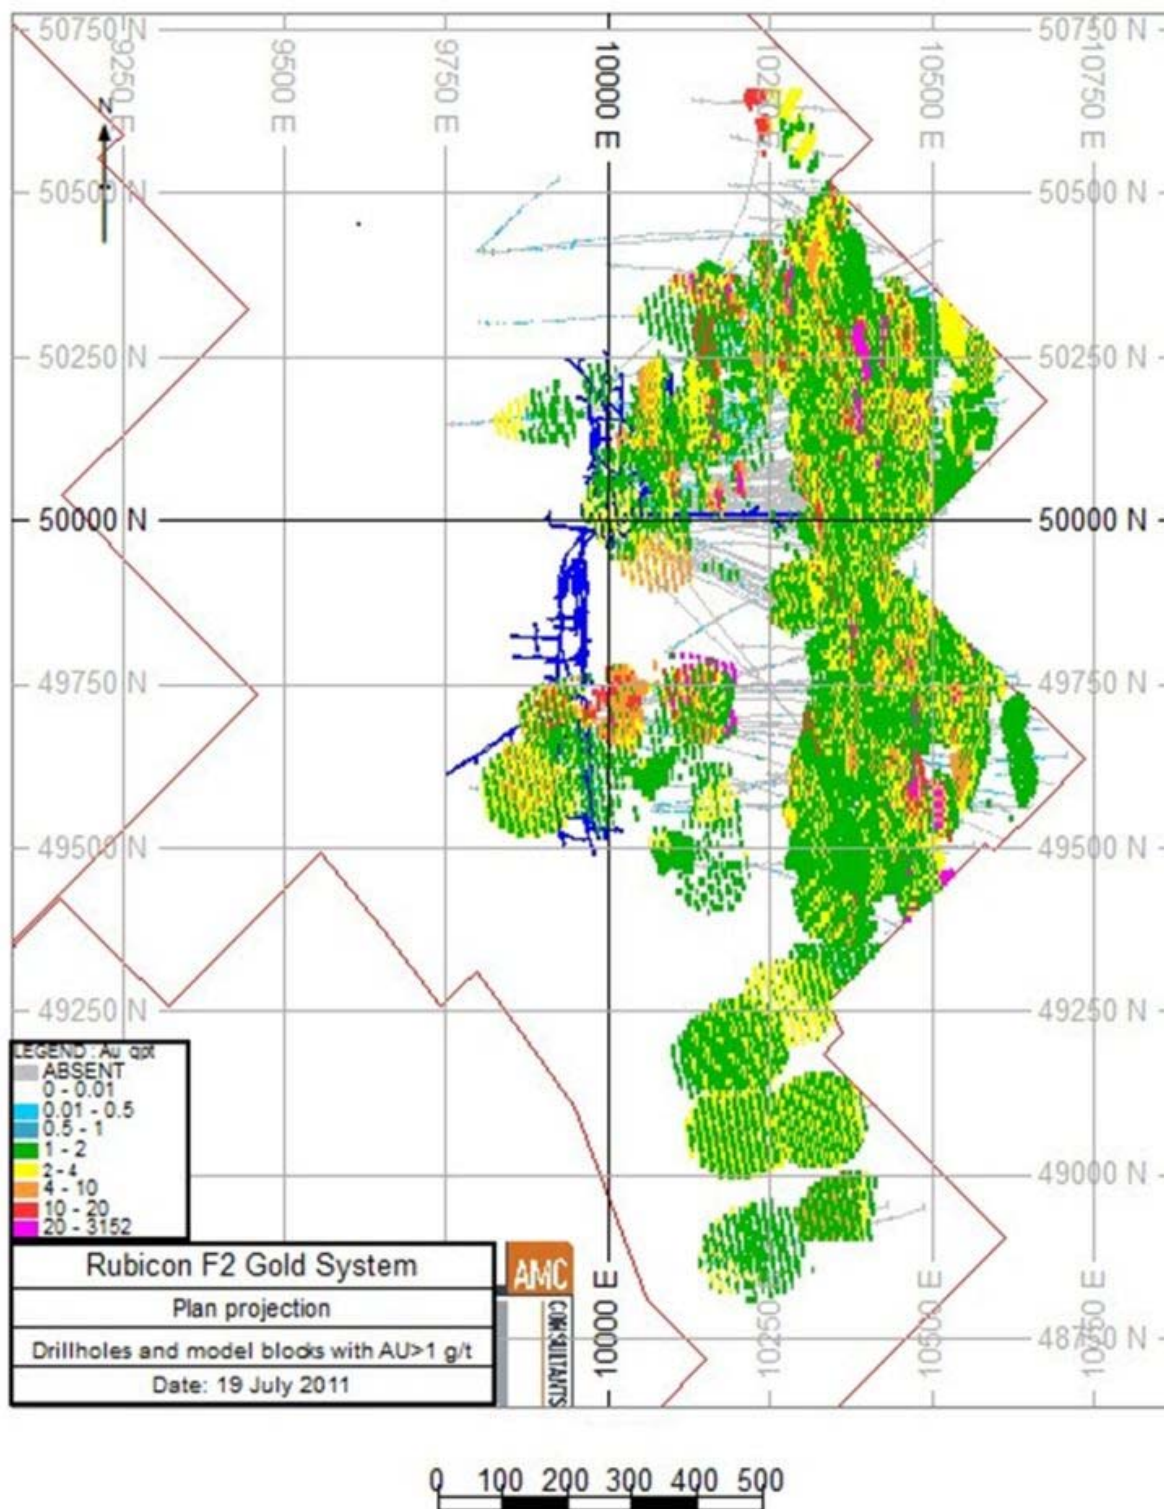 50750 N
50750 N
9250 E
9500 E
9750 E
10000 E
10250 E
10500 E
10750 E
N
50500 N
50500 N
50250 N
50250 N
50000 N
50000 N
49750 N
49750 N
49500 N
49500 N
49250 N
49250 N
49000 N
48750 N
LEGEND : Au gpt
ABSENT
0 - 0.01
0.01 - 0.5
0.5 - 1
1 - 2
2 - 4
4 - 10
10 - 20
20 - 3152
Rubicon F2 Gold System
Plan projection
Drillholes and model blocks with AU>1 g/t
Date: 19 July 2011
AMC
CONSULTANTS
10000 E
10250
10500 E
10750 E
0 100 200 300 400 500